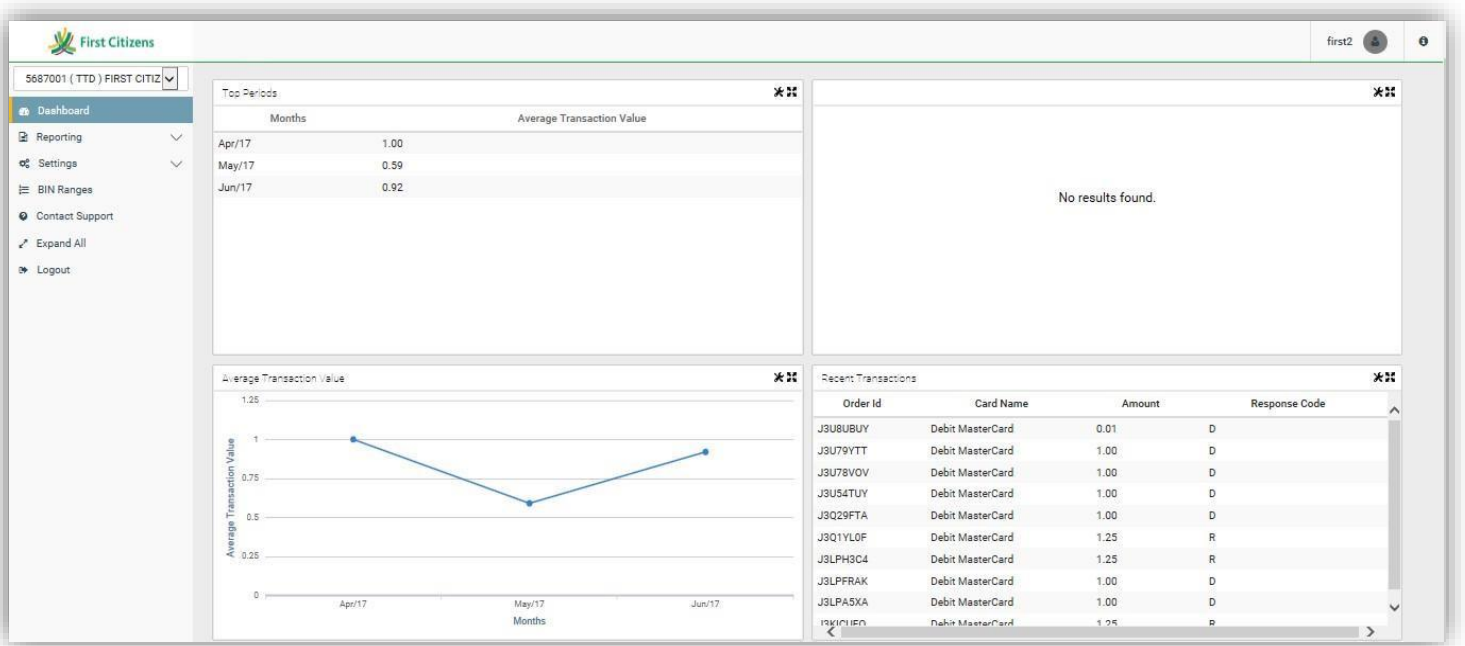 First Citizens
first2
5687001 ( TTD ) FIRST CITIZ
Dashboard
Reporting
Settings
BIN Ranges
Contact Support
Expand All
Logout
Top Periods
Months Average Transaction Value
Apr/17 1.00
May/17 0.59
Jun/17 0.92
No results found.
Average Transaction Value
1.25
1
0.75
0.5
0.25
0
Average Transaction Value
Apr/17 May/17 Jun/17
Months
Recent Transactions
Order Id Card Name Amount Response Code
J3U8UBUY Debit MasterCard 0.01 D
J3U79YTT Debit MasterCard 1.00 D
J3U78VOV Debit MasterCard 1.00 D
J3U54TUY Debit MasterCard 1.00 D
J3Q29FTA Debit MasterCard 1.00 D
J3Q1YL0F Debit MasterCard 1.25 R
J3LPH3C4 Debit MasterCard 1.25 R
J3LPFRAK Debit MasterCard 1.00 D
J3LPA5XA Debit MasterCard 1.00 D
Debit MasterCard 1.25 R